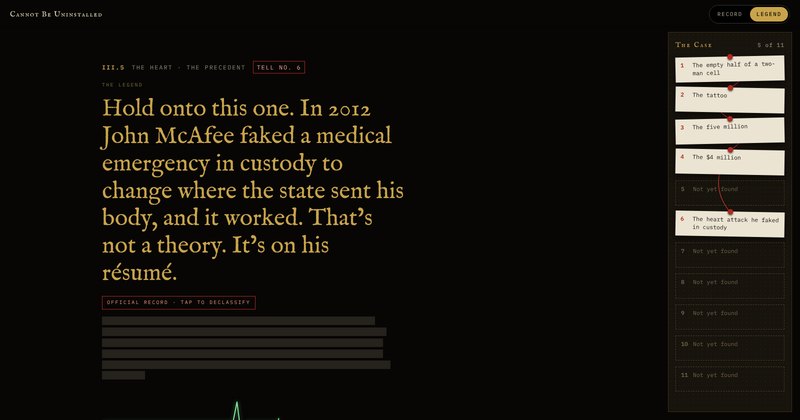 Cannot Be Uninstalled
RECORD LEGEND
III.5 THE HEART · THE PRECEDENT TELL NO. 6
THE LEGEND
Hold onto this one. In 2012
John McAfee faked a medical
emergency in custody to
change where the state sent his
body, and it worked. That's
not a theory. It's on his
résumé.
OFFICIAL RECORD · TAP TO DECLASSIFY
The Case 5 of 11
1 The empty half of a two-
man cell
2 The tattoo
3 The five million
4 The $4 million
5 Not yet found
6 The heart attack he faked
in custody
7 Not yet found
8 Not yet found
9 Not yet found
10 Not yet found
11 Not yet found